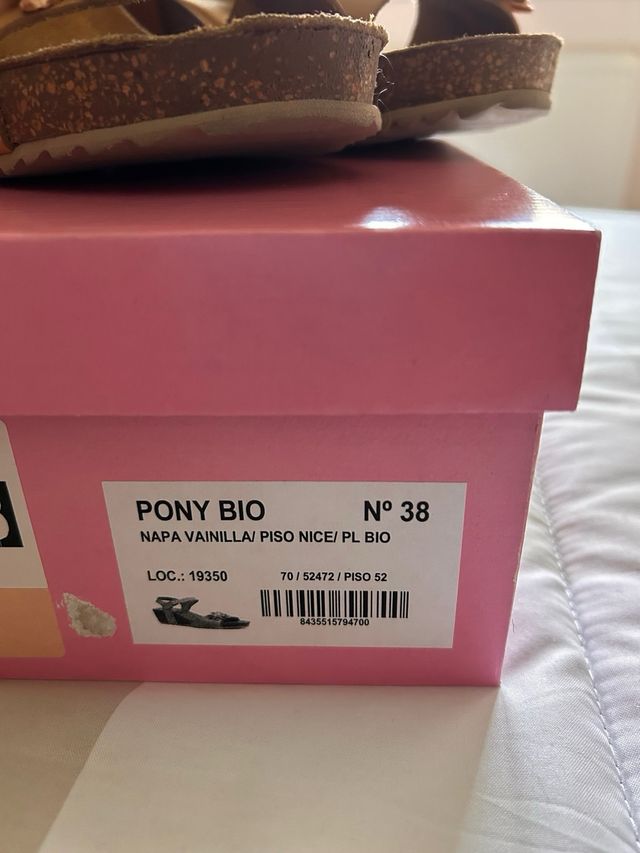 PONY BIO Nº 38
NAPA VAINILLA/ PISO NICE/ PL BIO
LOC.: 19350 70 / 52472 / PISO 52
8435515794700